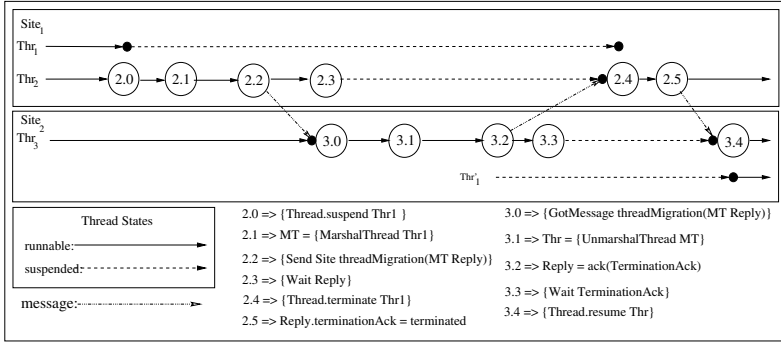 Site1
Thr1
Thr2
2.0
2.1
2.2
2.3
2.4
2.5
Site2
Thr3
3.0
3.1
3.2
3.3
3.4
Thr'1
Thread States
runnable:
suspended:
message:
2.0 => {Thread.suspend Thr1 }
2.1 => MT = {MarshalThread Thr1}
2.2 => {Send Site threadMigration(MT Reply)}
2.3 => {Wait Reply}
2.4 => {Thread.terminate Thr1}
2.5 => Reply.terminationAck = terminated
3.0 => {GotMessage threadMigration(MT Reply)}
3.1 => Thr = {UnmarshalThread MT}
3.2 => Reply = ack(TerminationAck)
3.3 => {Wait TerminationAck}
3.4 => {Thread.resume Thr}